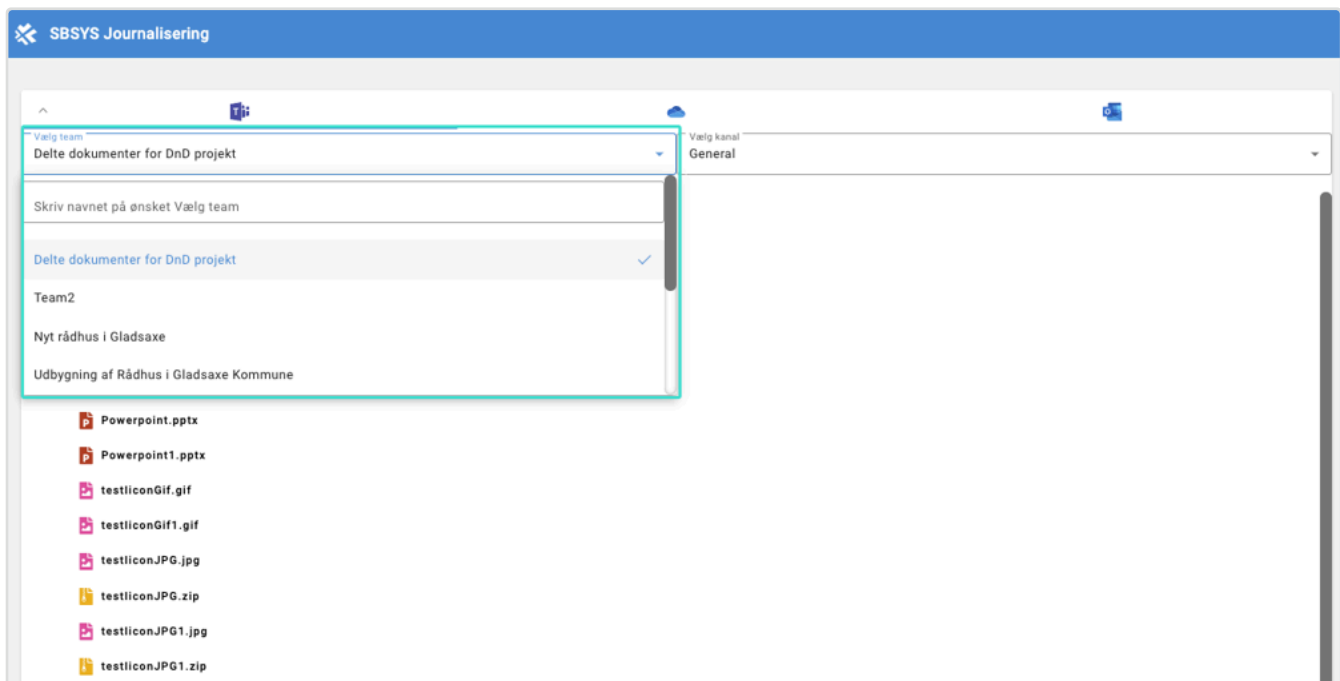 SBSYS Journalisering
Vælg team
Delte dokumenter for DnD projekt
Vælg kanal
General
Skriv navnet på ønsket Vælg team
Delte dokumenter for DnD projekt
Team2
Nyt rådhus i Gladsaxe
Udbygning af Rådhus i Gladsaxe Kommune
Powerpoint.pptx
Powerpoint1.pptx
testIiconGif.gif
testIiconGif1.gif
testIiconJPG.jpg
testIiconJPG.zip
testIiconJPG1.jpg
testIiconJPG1.zip